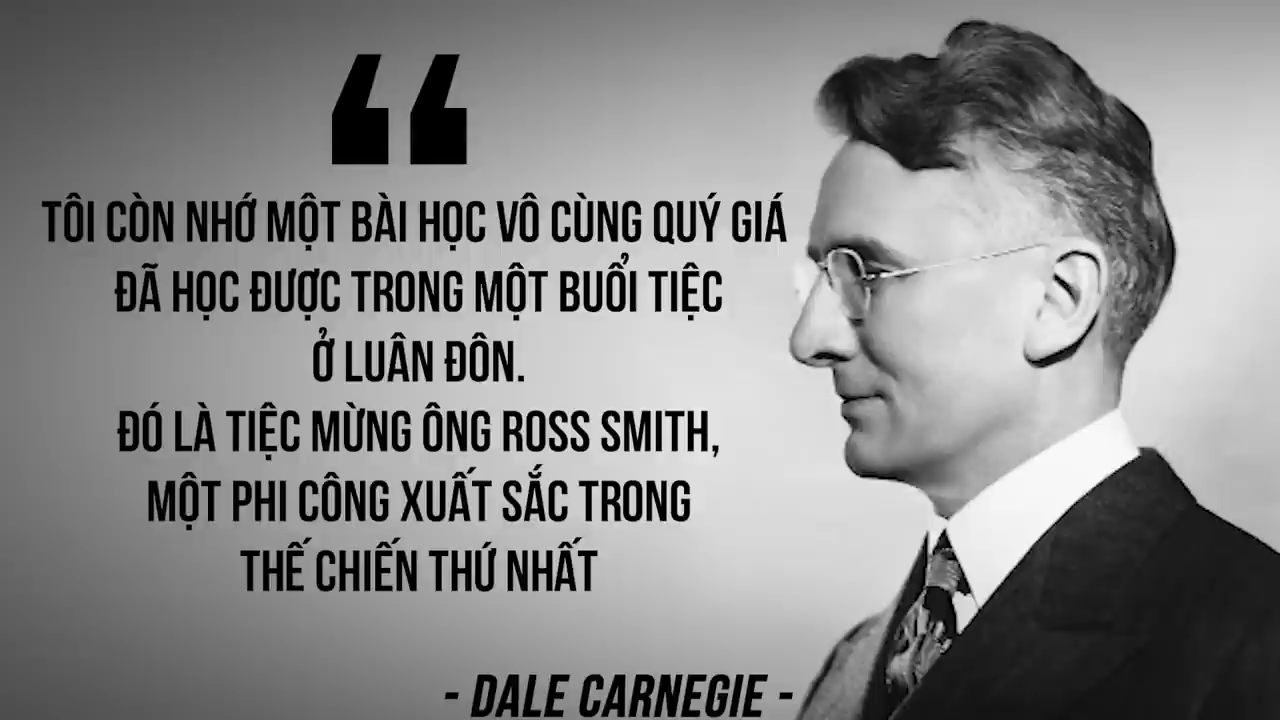 “
TÔI CÒN NHỚ MỘT BÀI HỌC VÔ CÙNG QUÝ GIÁ
ĐÃ HỌC ĐƯỢC TRONG MỘT BUỔI TIỆC
Ở LUÂN ĐÔN.
ĐÓ LÀ TIỆC MỪNG ÔNG ROSS SMITH,
MỘT PHI CÔNG XUẤT SẮC TRONG
THẾ CHIẾN THỨ NHẤT
- DALE CARNEGIE -